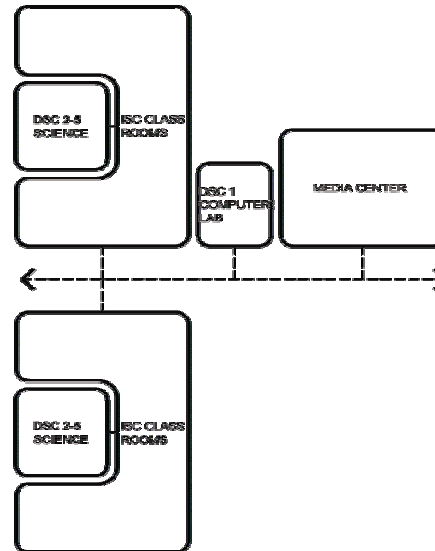 DSC 2-5
SCIENCE
ISC CLASS
ROOMS
DSC 1
COMPUTER
LAB
MEDIA CENTER
DSC 2-5
SCIENCE
ISC CLASS
ROOMS